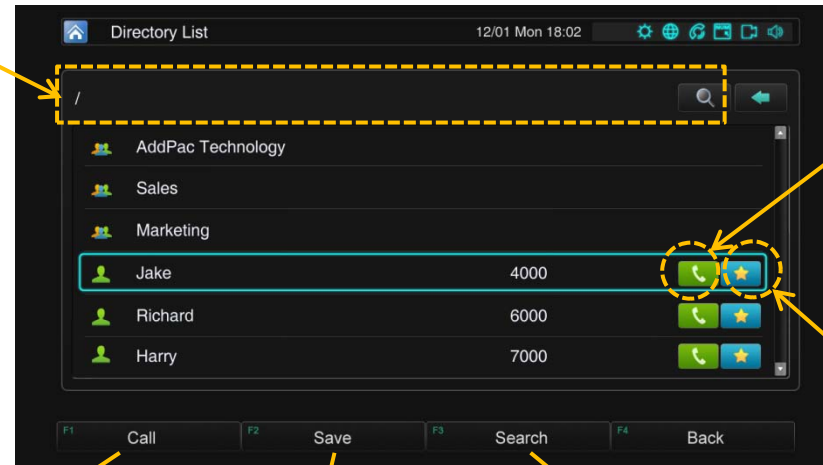 Directory List 12/01 Mon 18:02
/
AddPac Technology
Sales
Marketing
Jake 4000
Richard 6000
Harry 7000
F1 Call F2 Save F3 Search F4 Back